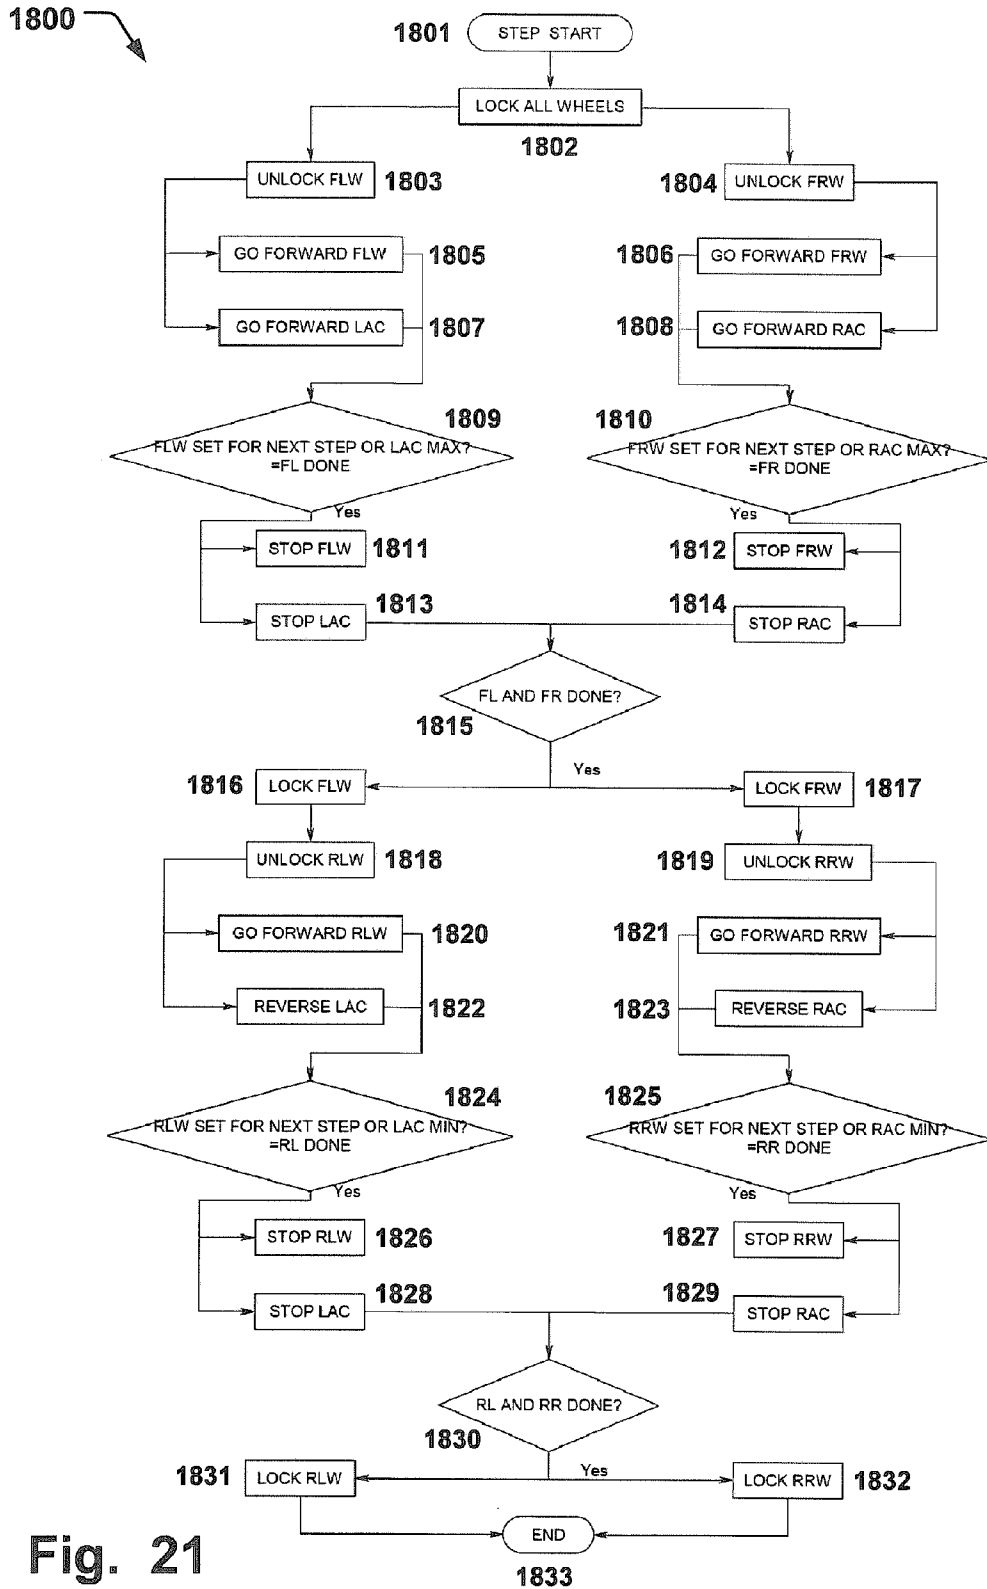 1800
1801
STEP START
LOCK ALL WHEELS
1802
UNLOCK FLW
1803
1804
UNLOCK FRW
GO FORWARD FLW
1805
1806
GO FORWARD FRW
GO FORWARD LAC
1807
1808
GO FORWARD RAC
1809
FLW SET FOR NEXT STEP OR LAC MAX?
=FL DONE
1810
FRW SET FOR NEXT STEP OR RAC MAX?
=FR DONE
Yes
Yes
STOP FLW
1811
1812
STOP FRW
1813
STOP LAC
1814
STOP RAC
FL AND FR DONE?
1815
Yes
1816
LOCK FLW
LOCK FRW
1817
UNLOCK RLW
1818
1819
UNLOCK RRW
GO FORWARD RLW
1820
1821
GO FORWARD RRW
REVERSE LAC
1822
1823
REVERSE RAC
1824
RLW SET FOR NEXT STEP OR LAC MIN?
=RL DONE
1825
RRW SET FOR NEXT STEP OR RAC MIN?
=RR DONE
Yes
Yes
STOP RLW
1826
1827
STOP RRW
1828
STOP LAC
1829
STOP RAC
RL AND RR DONE?
1830
Yes
1831
LOCK RLW
LOCK RRW
1832
END
1833
Fig. 21